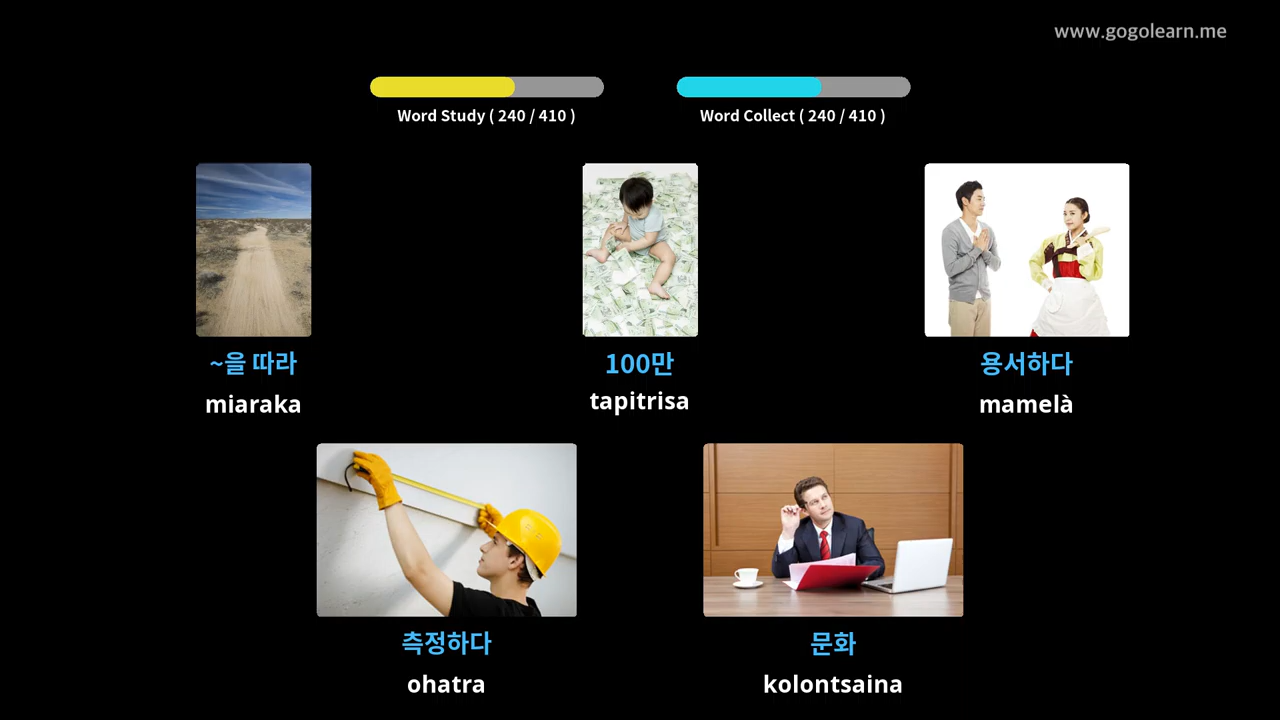 www.gogolearn.me
Word Study ( 240 / 410 )
Word Collect ( 240 / 410 )
~을 따라
miaraka
100만
tapitrisa
용서하다
mamelà
측정하다
ohatra
문화
kolontsaina